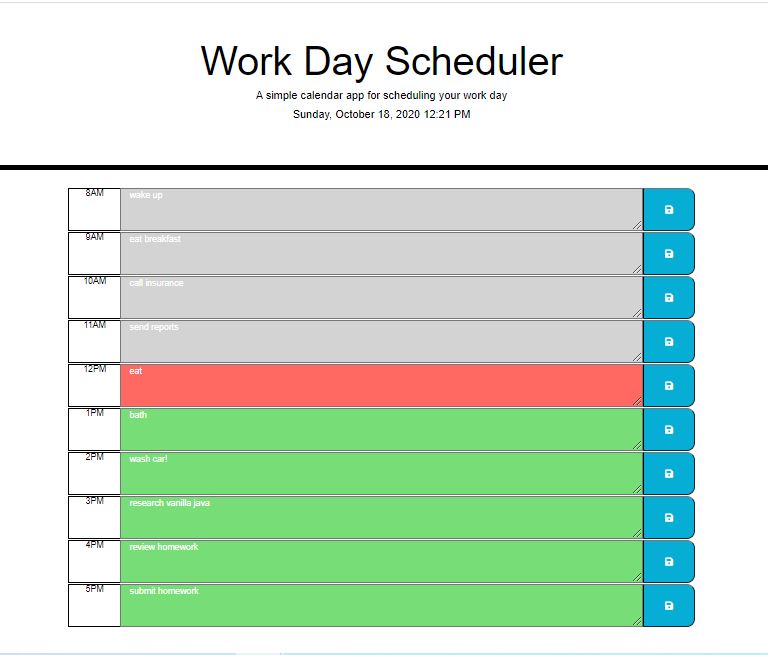 Work Day Scheduler
A simple calendar app for scheduling your work day
Sunday, October 18, 2020 12:21 PM
8AM wake up
9AM eat breakfast
10AM call insurance
11AM send reports
12PM eat
1PM bath
2PM wash car!
3PM research vanilla java
4PM review homework
5PM submit homework